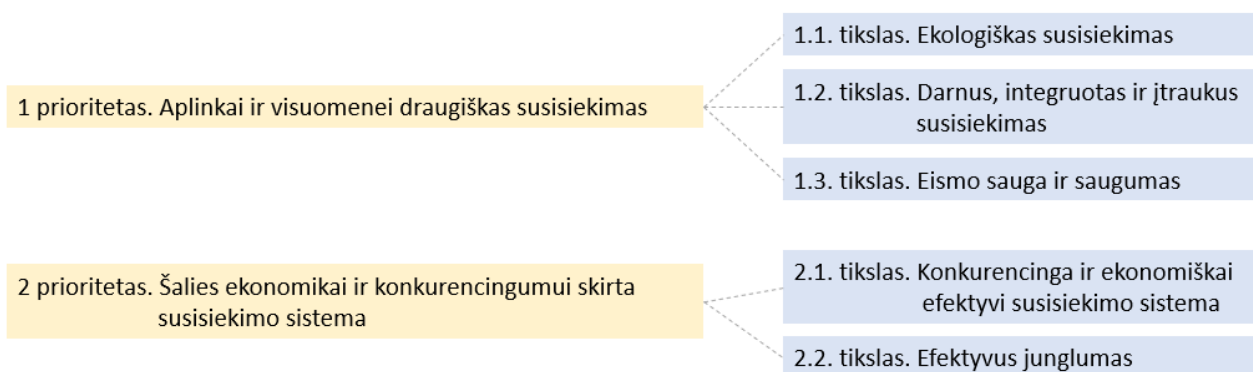 1 prioritetas. Aplinkai ir visuomenei draugiškas susisiekimas
1.1. tikslas. Ekologiškas susisiekimas
1.2. tikslas. Darnus, integruotas ir įtraukus
susisiekimas
1.3. tikslas. Eismo sauga ir saugumas
2 prioritetas. Šalies ekonomikai ir konkurencingumui skirta
susisiekimo sistema
2.1. tikslas. Konkurencinga ir ekonomiškai
efektyvi susisiekimo sistema
2.2. tikslas. Efektyvus junglumas